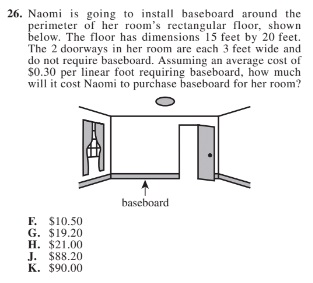 26. Naomi is going to install baseboard around the
perimeter of her room's rectangular floor, shown
below. The floor has dimensions 15 feet by 20 feet.
The 2 doorways in her room are each 3 feet wide and
do not require baseboard. Assuming an average cost of
$0.30 per linear foot requiring baseboard, how much
will it cost Naomi to purchase baseboard for her room?
baseboard
F. $10.50
G. $19.20
H. $21.00
J. $88.20
K. $90.00